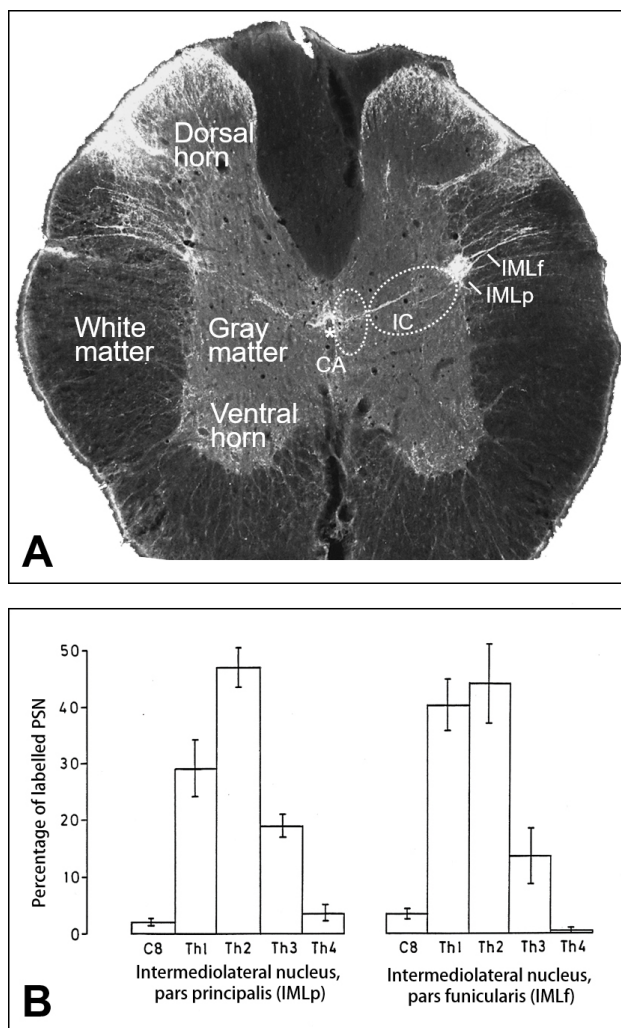 Dorsal
horn
IMLf
IMLp
White
matter
Gray
matter
IC
*
CA
Ventral
horn
A
Percentage of labelled PSN
50
40
30
20
10
0
C8 Th1 Th2 Th3 Th4
Intermediolateral nucleus,
pars principalis (IMLp)
C8 Th1 Th2 Th3 Th4
Intermediolateral nucleus,
pars funicularis (IMLf)
B